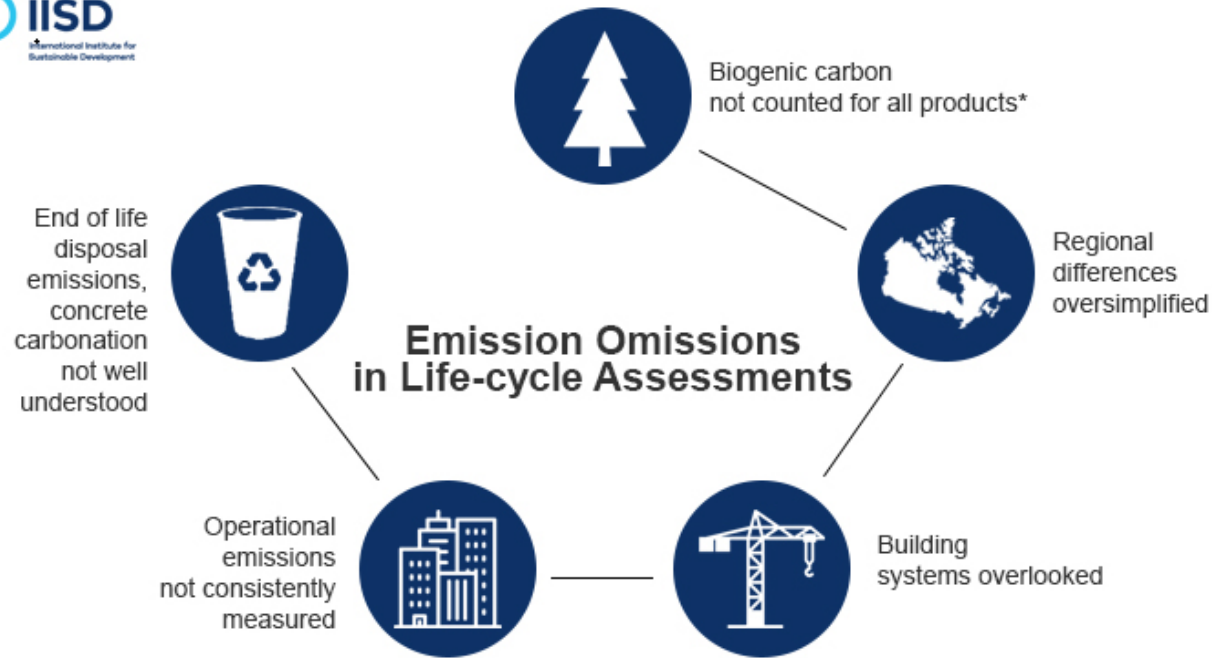 IISD
International Institute for
Sustainable Development
Biogenic carbon
not counted for all products*
Regional
differences
oversimplified
Building
systems overlooked
Operational
emissions
not consistently
measured
End of life
disposal
emissions,
concrete
carbonation
not well
understood
Emission Omissions
in Life-cycle Assessments